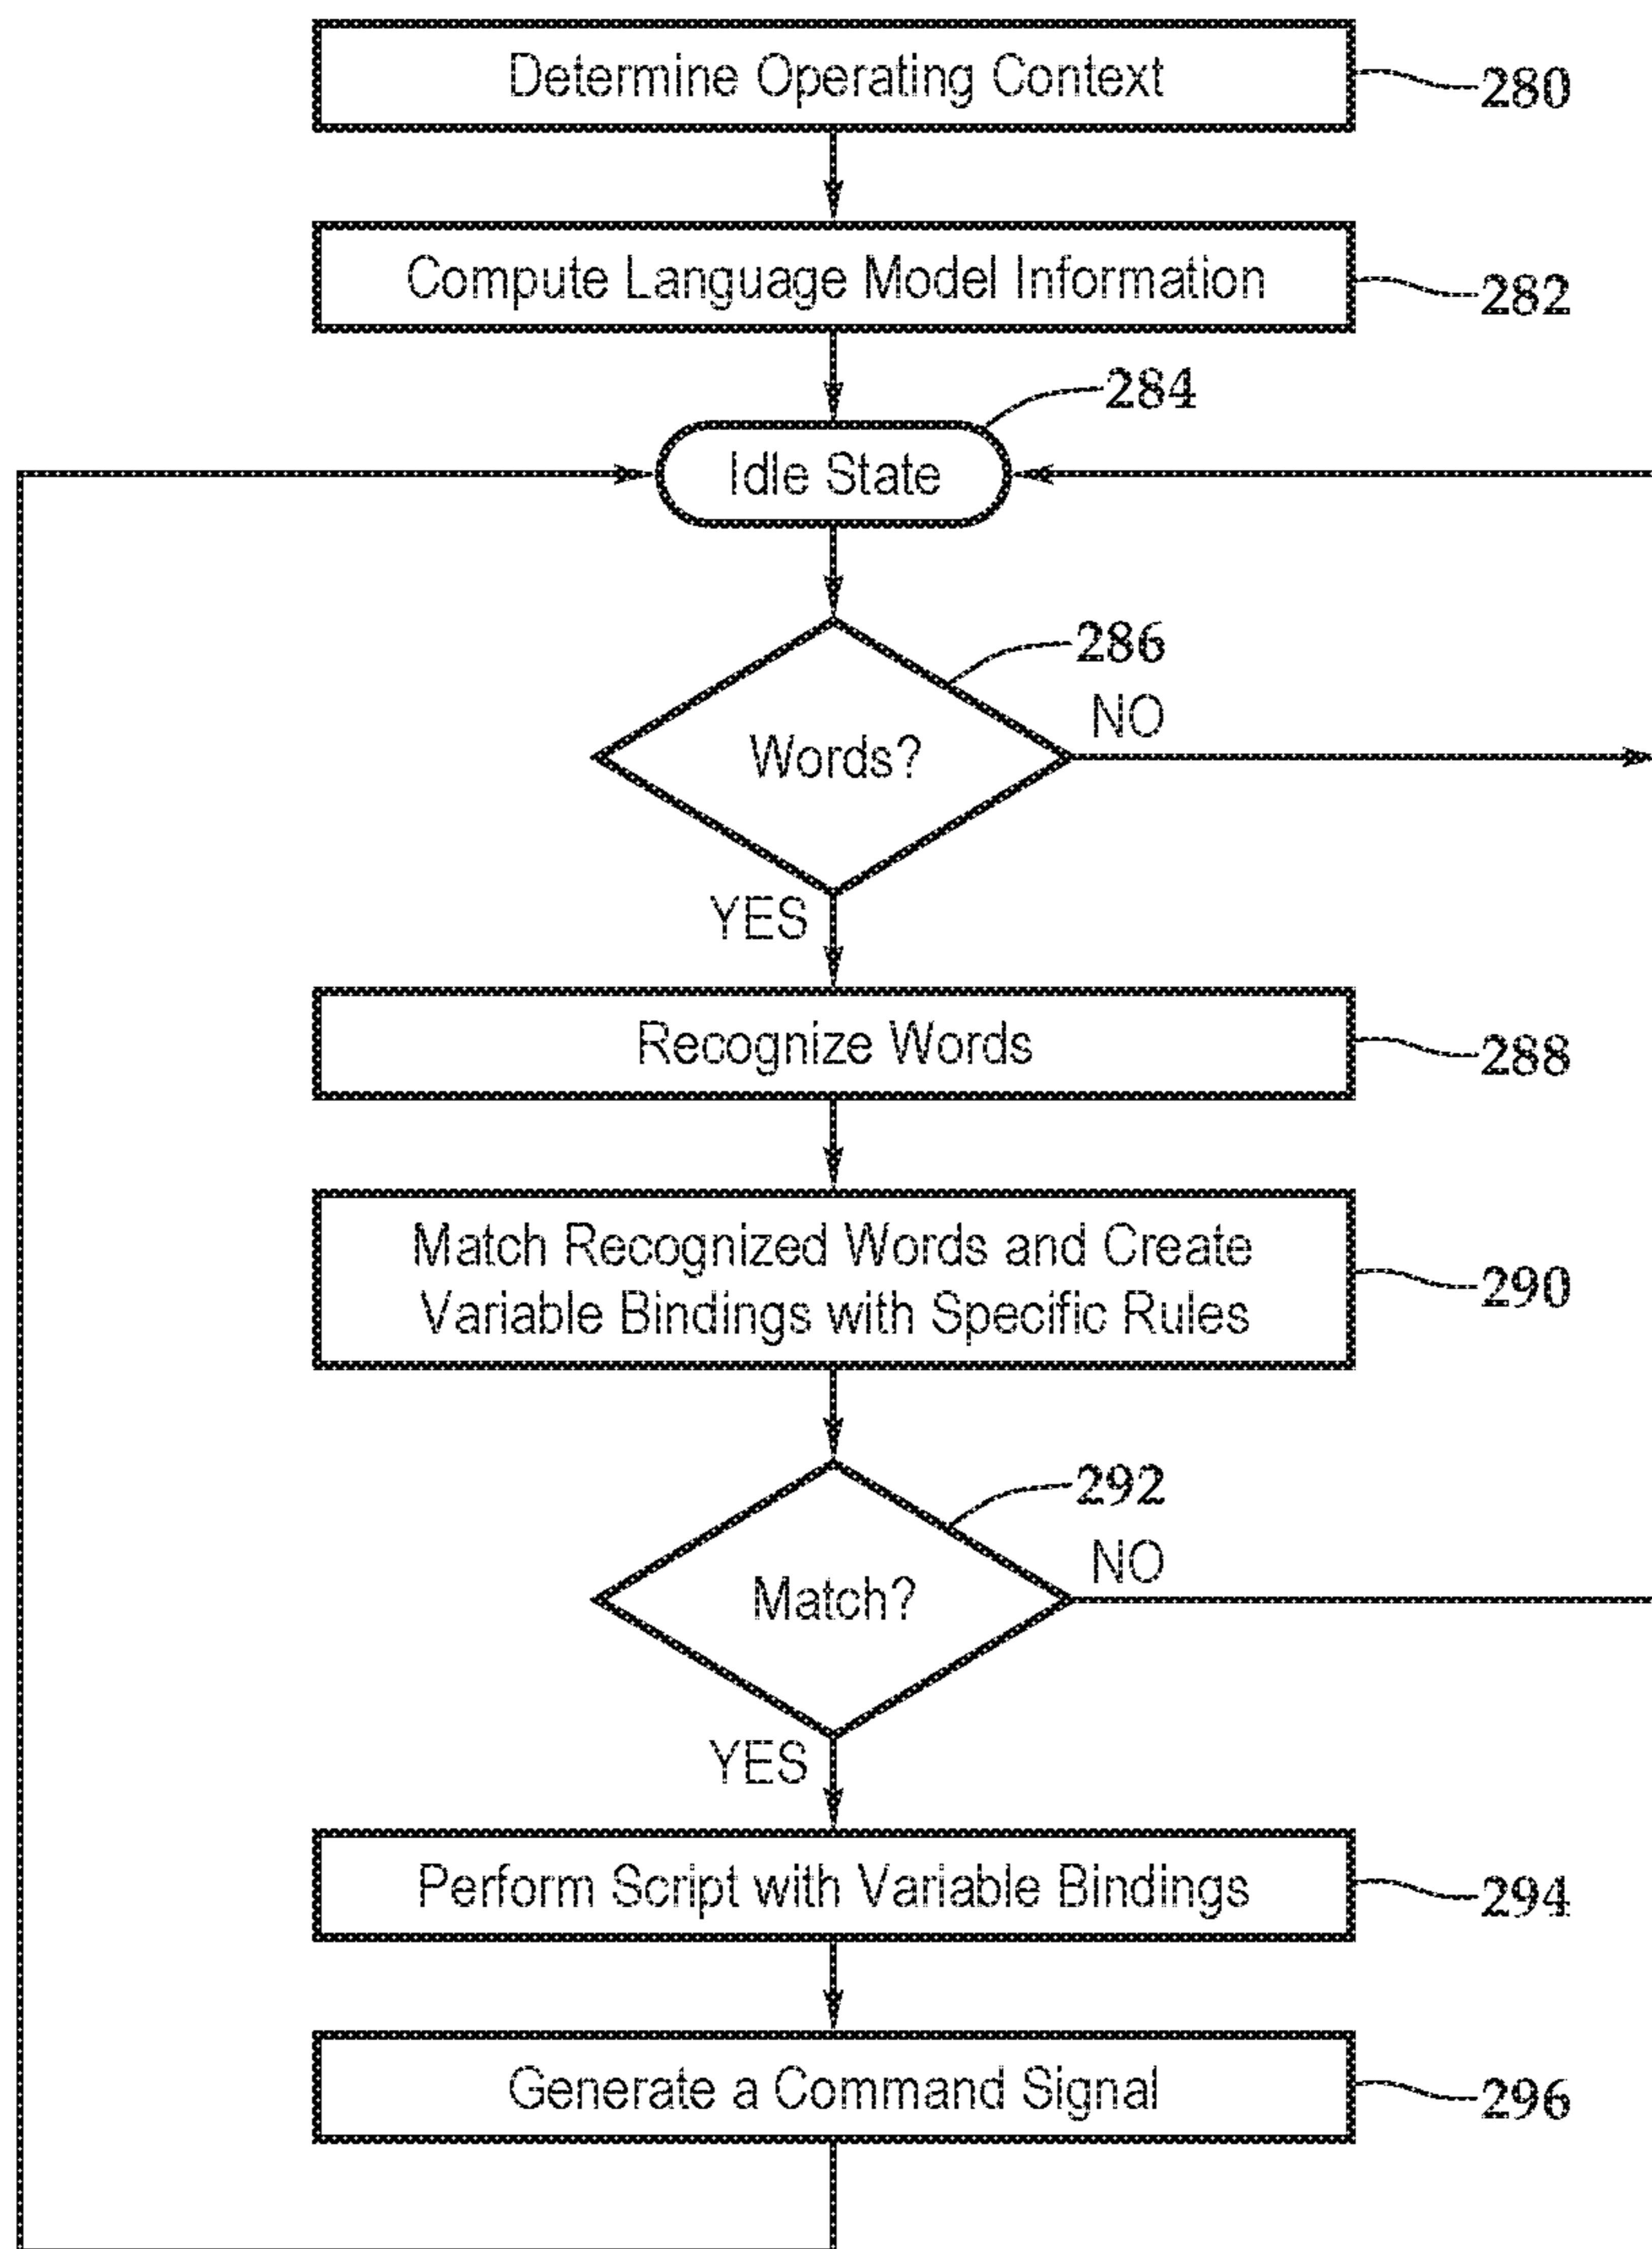 Determine Operating Context
280
Compute Language Model Information
282
284
Idle State
286
NO
Words?
YES
Recognize Words
288
Match Recognized Words and Create
Variable Bindings with Specific Rules
290
292
NO
Match?
YES
Perform Script with Variable Bindings
294
Generate a Command Signal
296